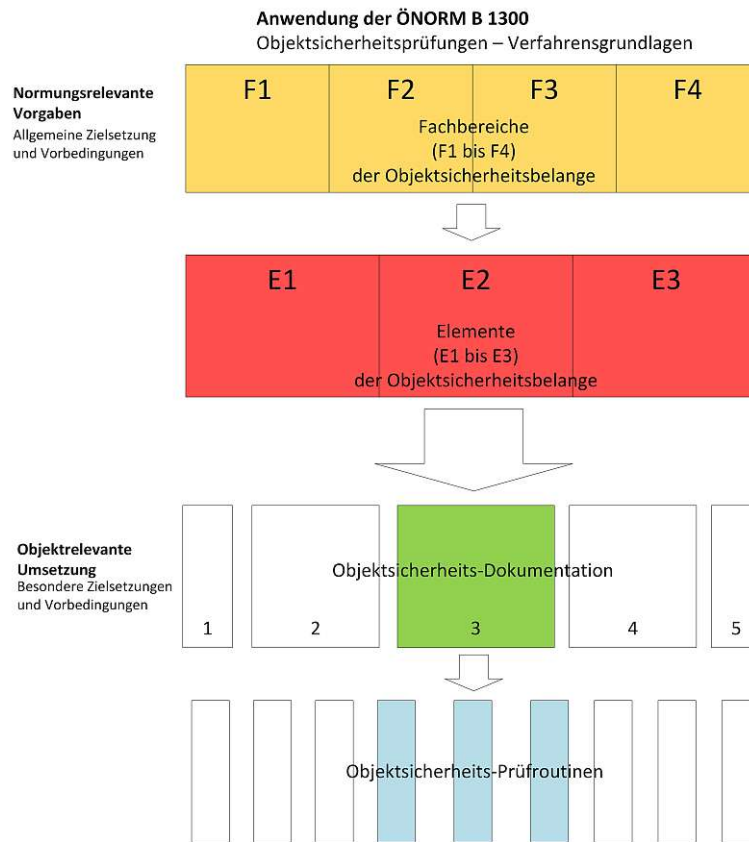 Anwendung der ÖNORM B 1300
Objektsicherheitsprüfungen – Verfahrensgrundlagen
Normungsrelevante
Vorgaben
Allgemeine Zielsetzung
und Vorbedingungen
F1
F2
F3
F4
Fachbereiche
(F1 bis F4)
der Objektsicherheitsbelange
E1
E2
E3
Elemente
(E1 bis E3)
der Objektsicherheitsbelange
Objektrelevante
Umsetzung
Besondere Zielsetzungen
und Vorbedingungen
Objektsicherheits-Dokumentation
1
2
3
4
5
Objektsicherheits-Prüfroutinen